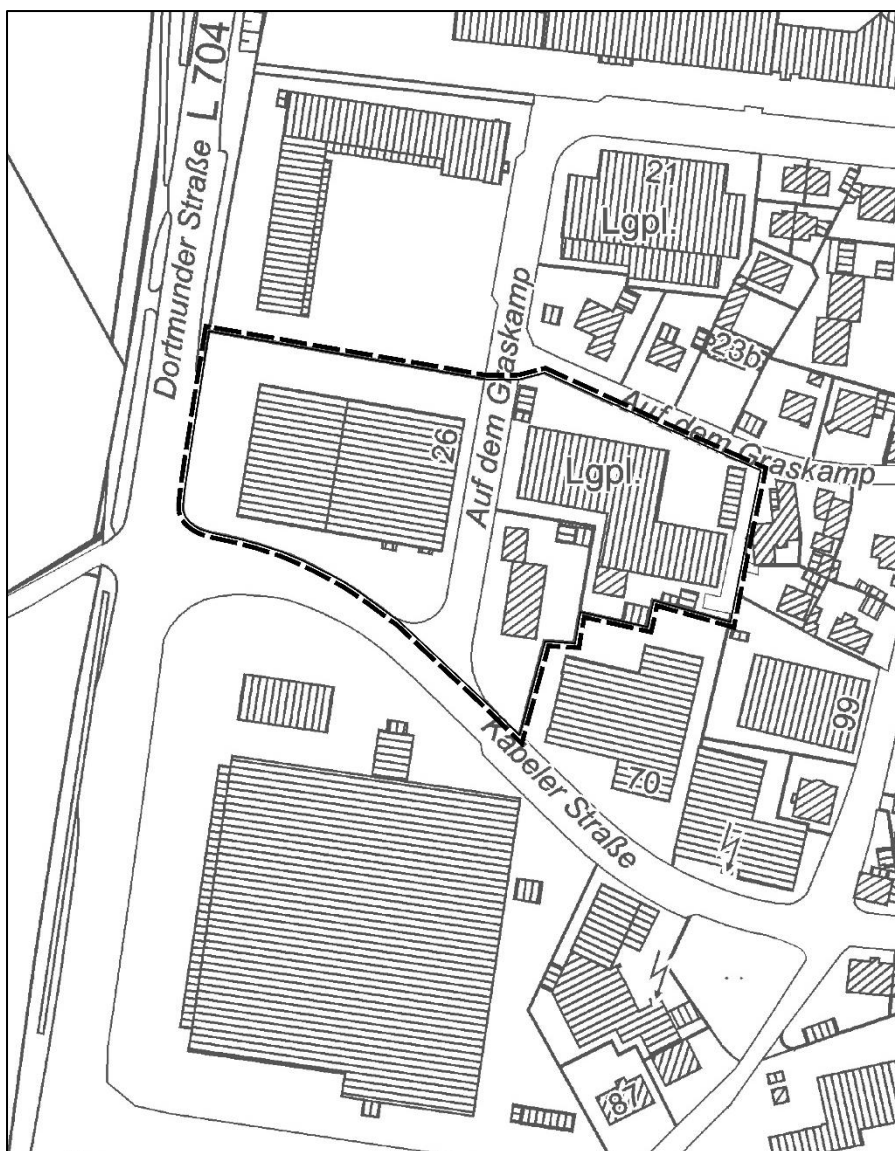 Dortmunder Straße L 704
21
Lgpl.
23b
Auf dem Graskamp
Auf dem Graskamp
26
Lgpl.
99
Kabeler Straße
70
87